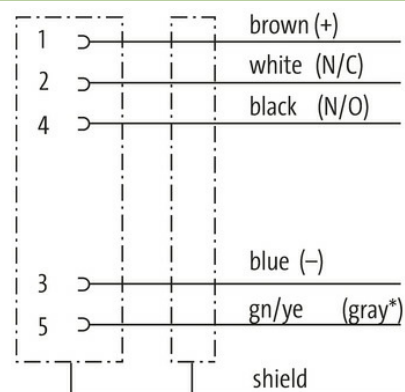 1 brown (+)
2 white (N/C)
4 black (N/O)
3 blue (–)
5 gn/ye (gray*)
shield